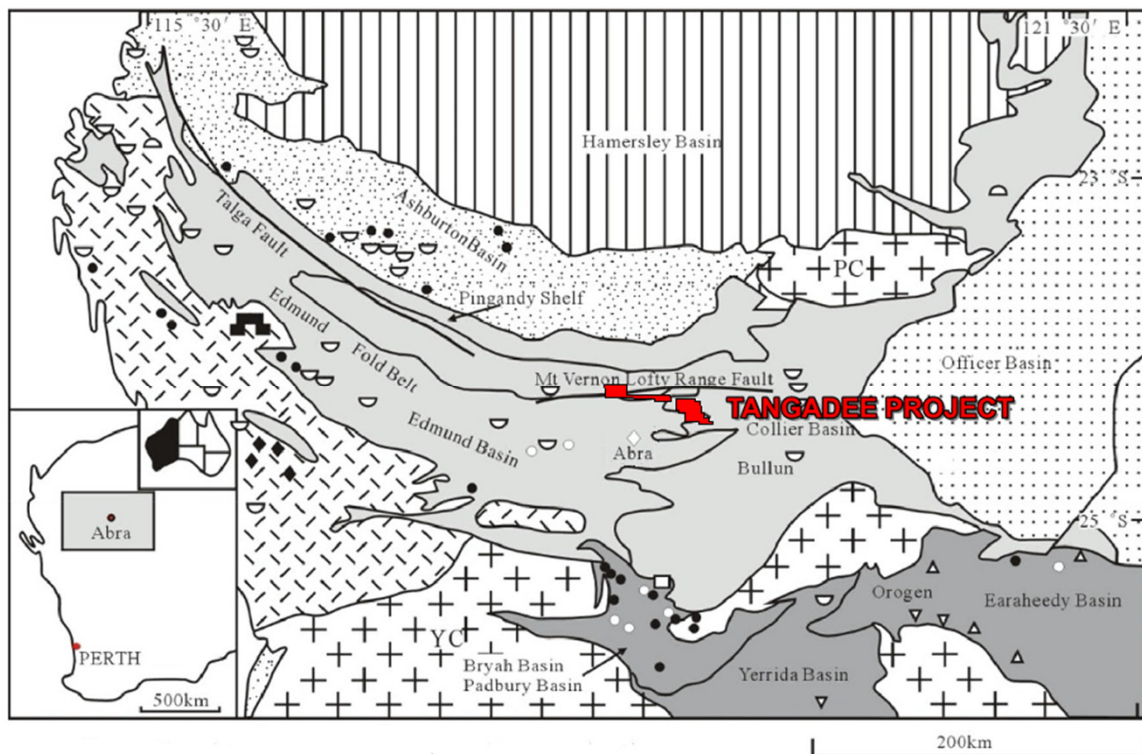 115 °30′ E
121 °30′ E
Hamersley Basin
23 °S
Talga Fault
Ashburton Basin
PC
Pingandy Shelf
Edmund
Fold Belt
Officer Basin
Mt Vernon Lofty Range Fault
TANGADEE PROJECT
Edmund Basin
Collier Basin
Abra
Bullun
25 °S
Abra
Orogen
Earaheedy Basin
YC
PERTH
Bryah Basin
Padbury Basin
Yerrida Basin
500km
200km